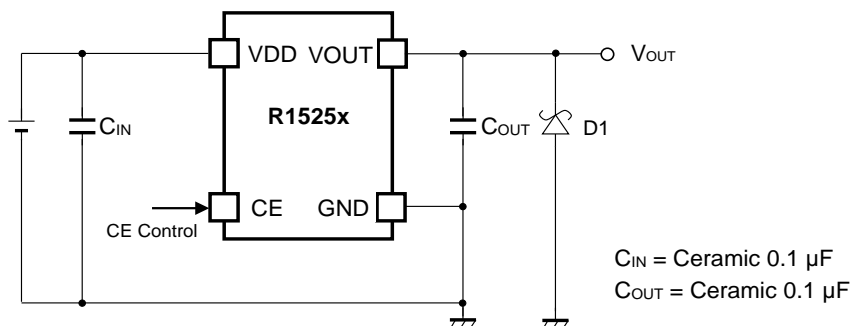 VDD VOUT
VOUT
R1525x
CIN
COUT
D1
CE GND
CE Control
CIN = Ceramic 0.1 µF
COUT = Ceramic 0.1 µF